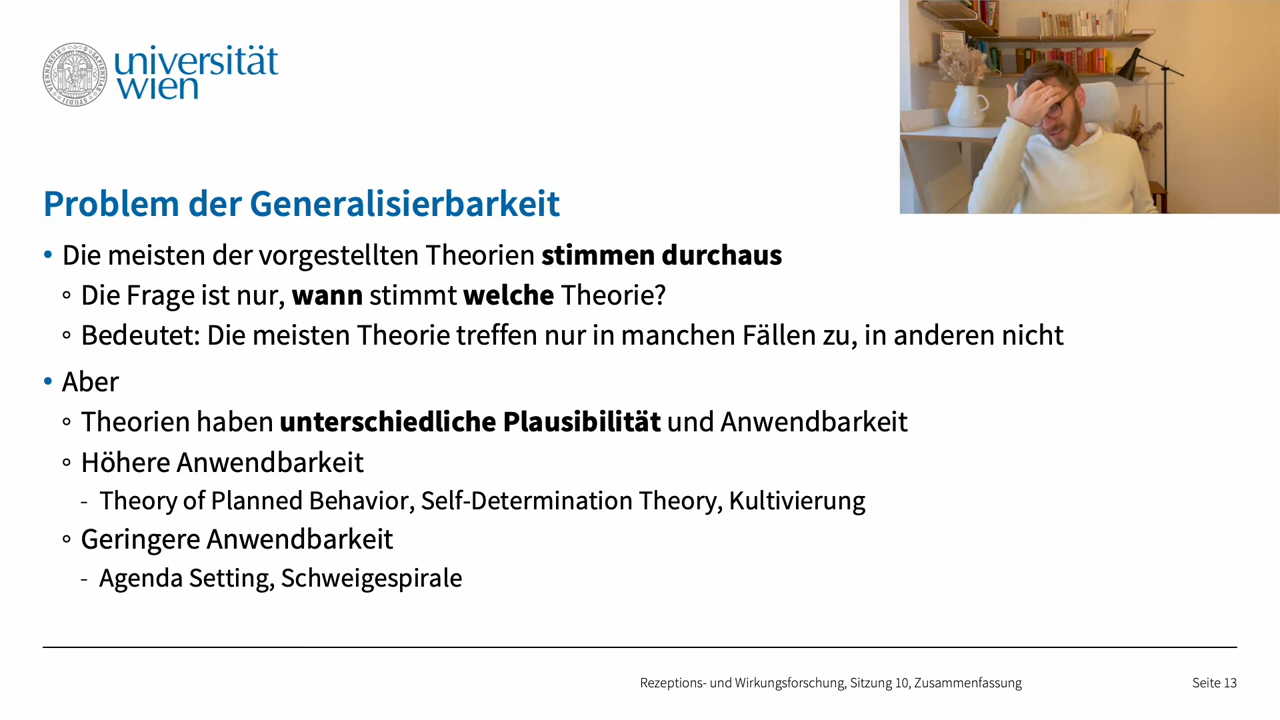 universität
wien
Problem der Generalisierbarkeit
• Die meisten der vorgestellten Theorien stimmen durchaus
◦ Die Frage ist nur, wann stimmt welche Theorie?
◦ Bedeutet: Die meisten Theorie treffen nur in manchen Fällen zu, in anderen nicht
• Aber
◦ Theorien haben unterschiedliche Plausibilität und Anwendbarkeit
◦ Höhere Anwendbarkeit
- Theory of Planned Behavior, Self-Determination Theory, Kultivierung
◦ Geringere Anwendbarkeit
- Agenda Setting, Schweigespirale
Rezeptions- und Wirkungsforschung, Sitzung 10, Zusammenfassung
Seite 13